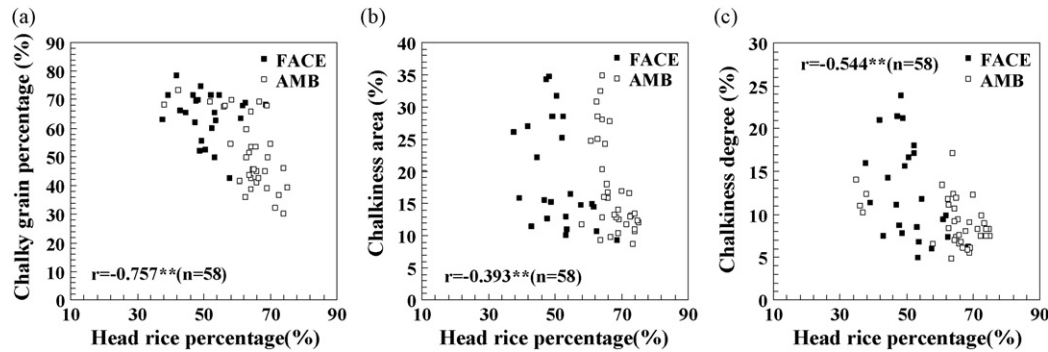 (a)
FACE
AMB
Chalky grain percentage (%)
90
80
70
60
50
40
30
20
10
0
r=-0.757**(n=58)
10 30 50 70 90
Head rice percentage(%)
(b)
FACE
AMB
Chalkiness area (%)
40
35
30
25
20
15
10
5
0
r=-0.393**(n=58)
10 30 50 70 90
Head rice percentage(%)
(c)
FACE
AMB
r=-0.544**(n=58)
Chalkiness degree (%)
30
25
20
15
10
5
0
10 30 50 70 90
Head rice percentage(%)